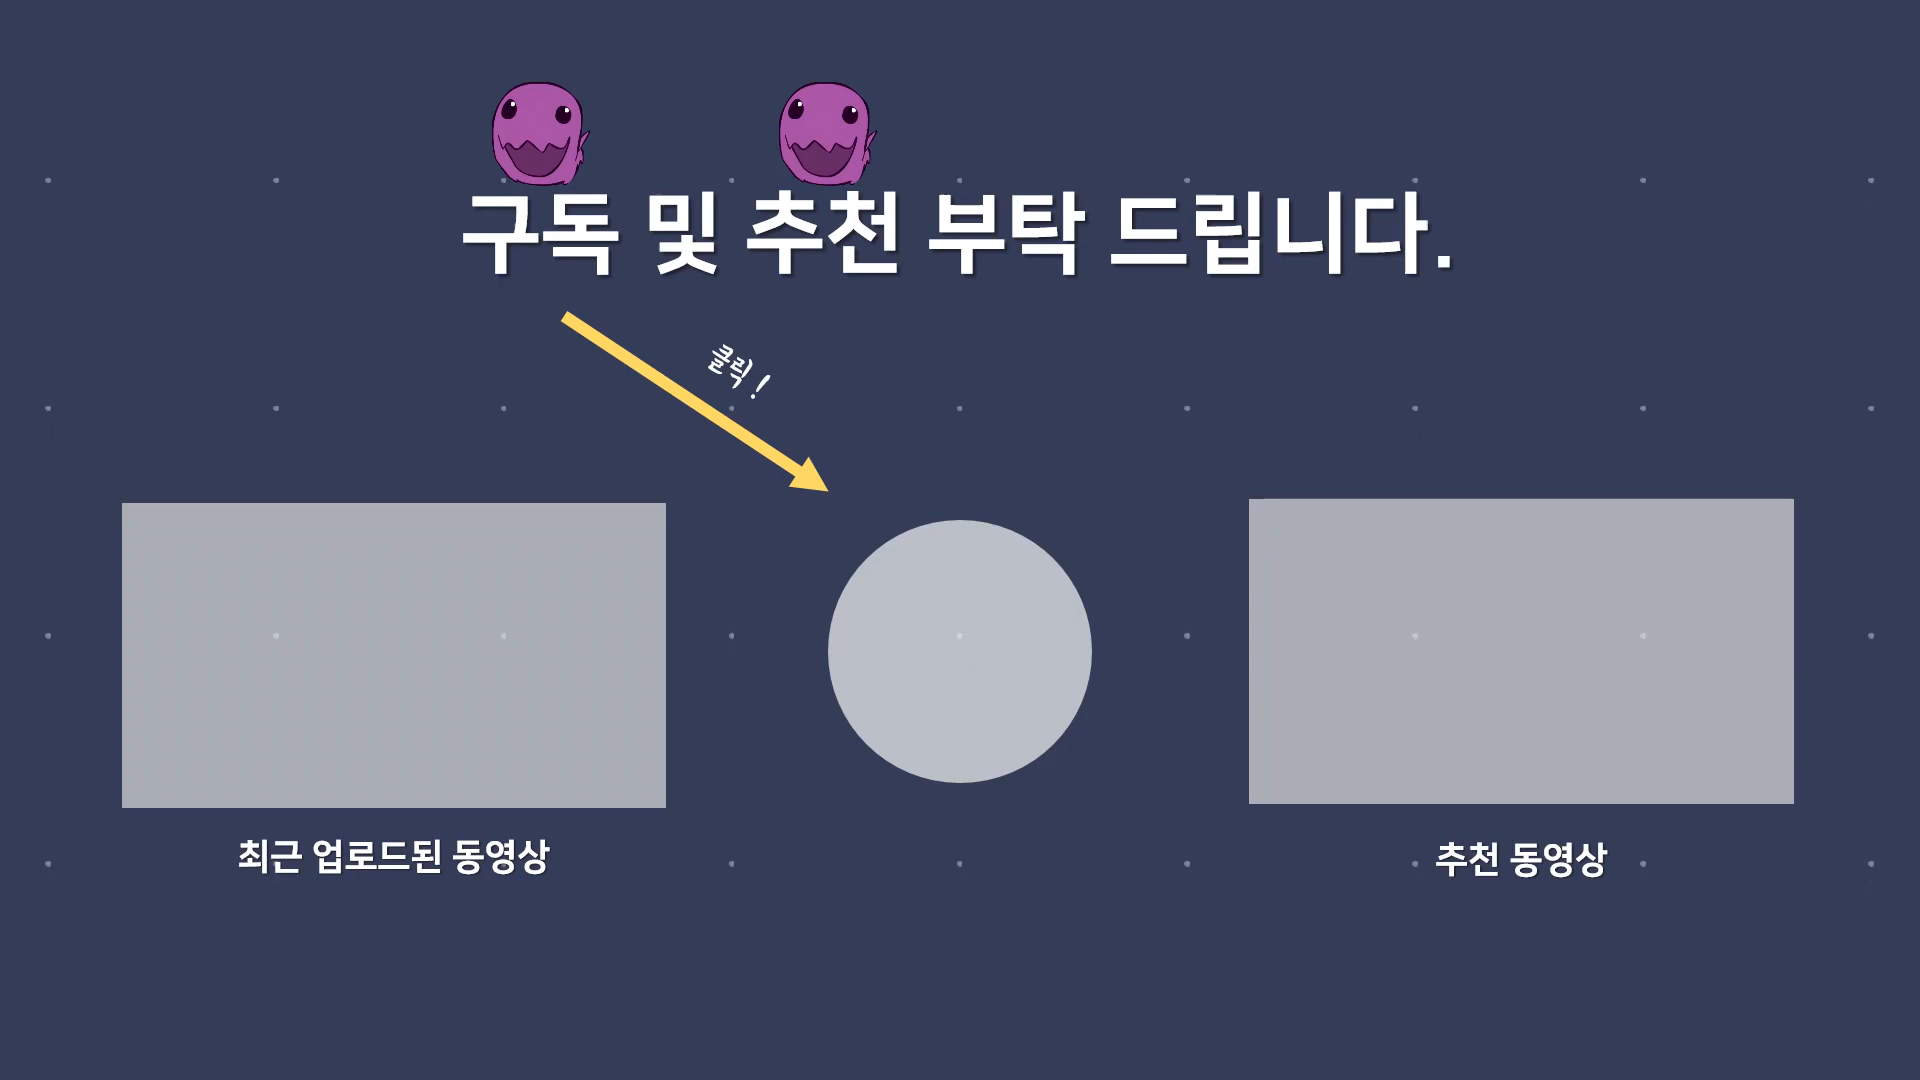 구독 및 추천 부탁 드립니다.
클릭!
최근 업로드된 동영상
추천 동영상